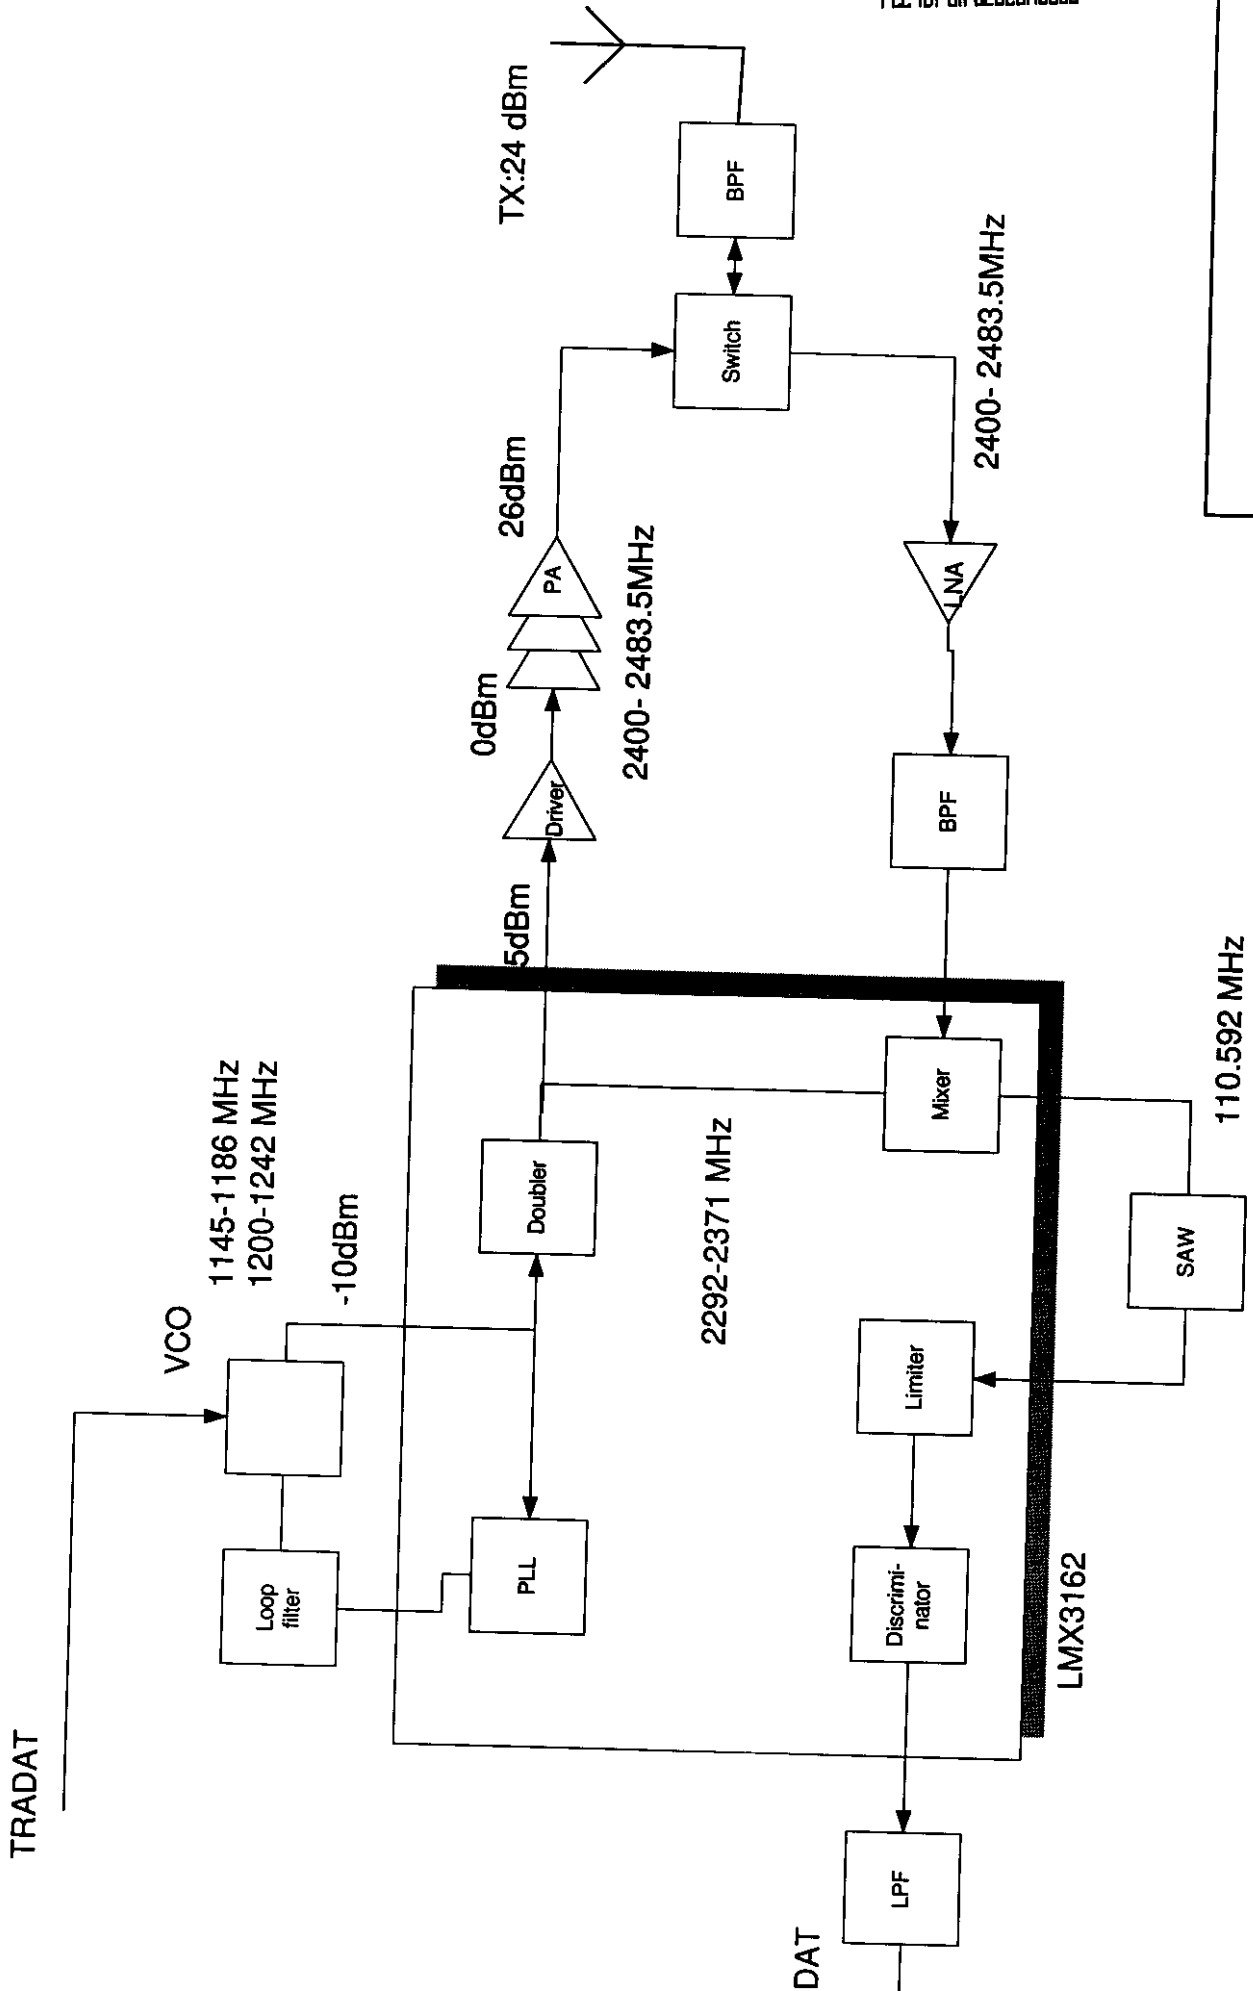 TRADAT
VCO
1145-1186 MHz
1200-1242 MHz
-10dBm
Loop
filter
PLL
Doubler
5dBm
Driver
0dBm
PA
26dBm
2400- 2483.5MHz
TX:24 dBm
Switch
BPF
2292-2371 MHz
DAT
LPF
Discrimi-
nator
Limiter
Mixer
BPF
LNA
2400- 2483.5MHz
LMX3162
SAW
110.592 MHz